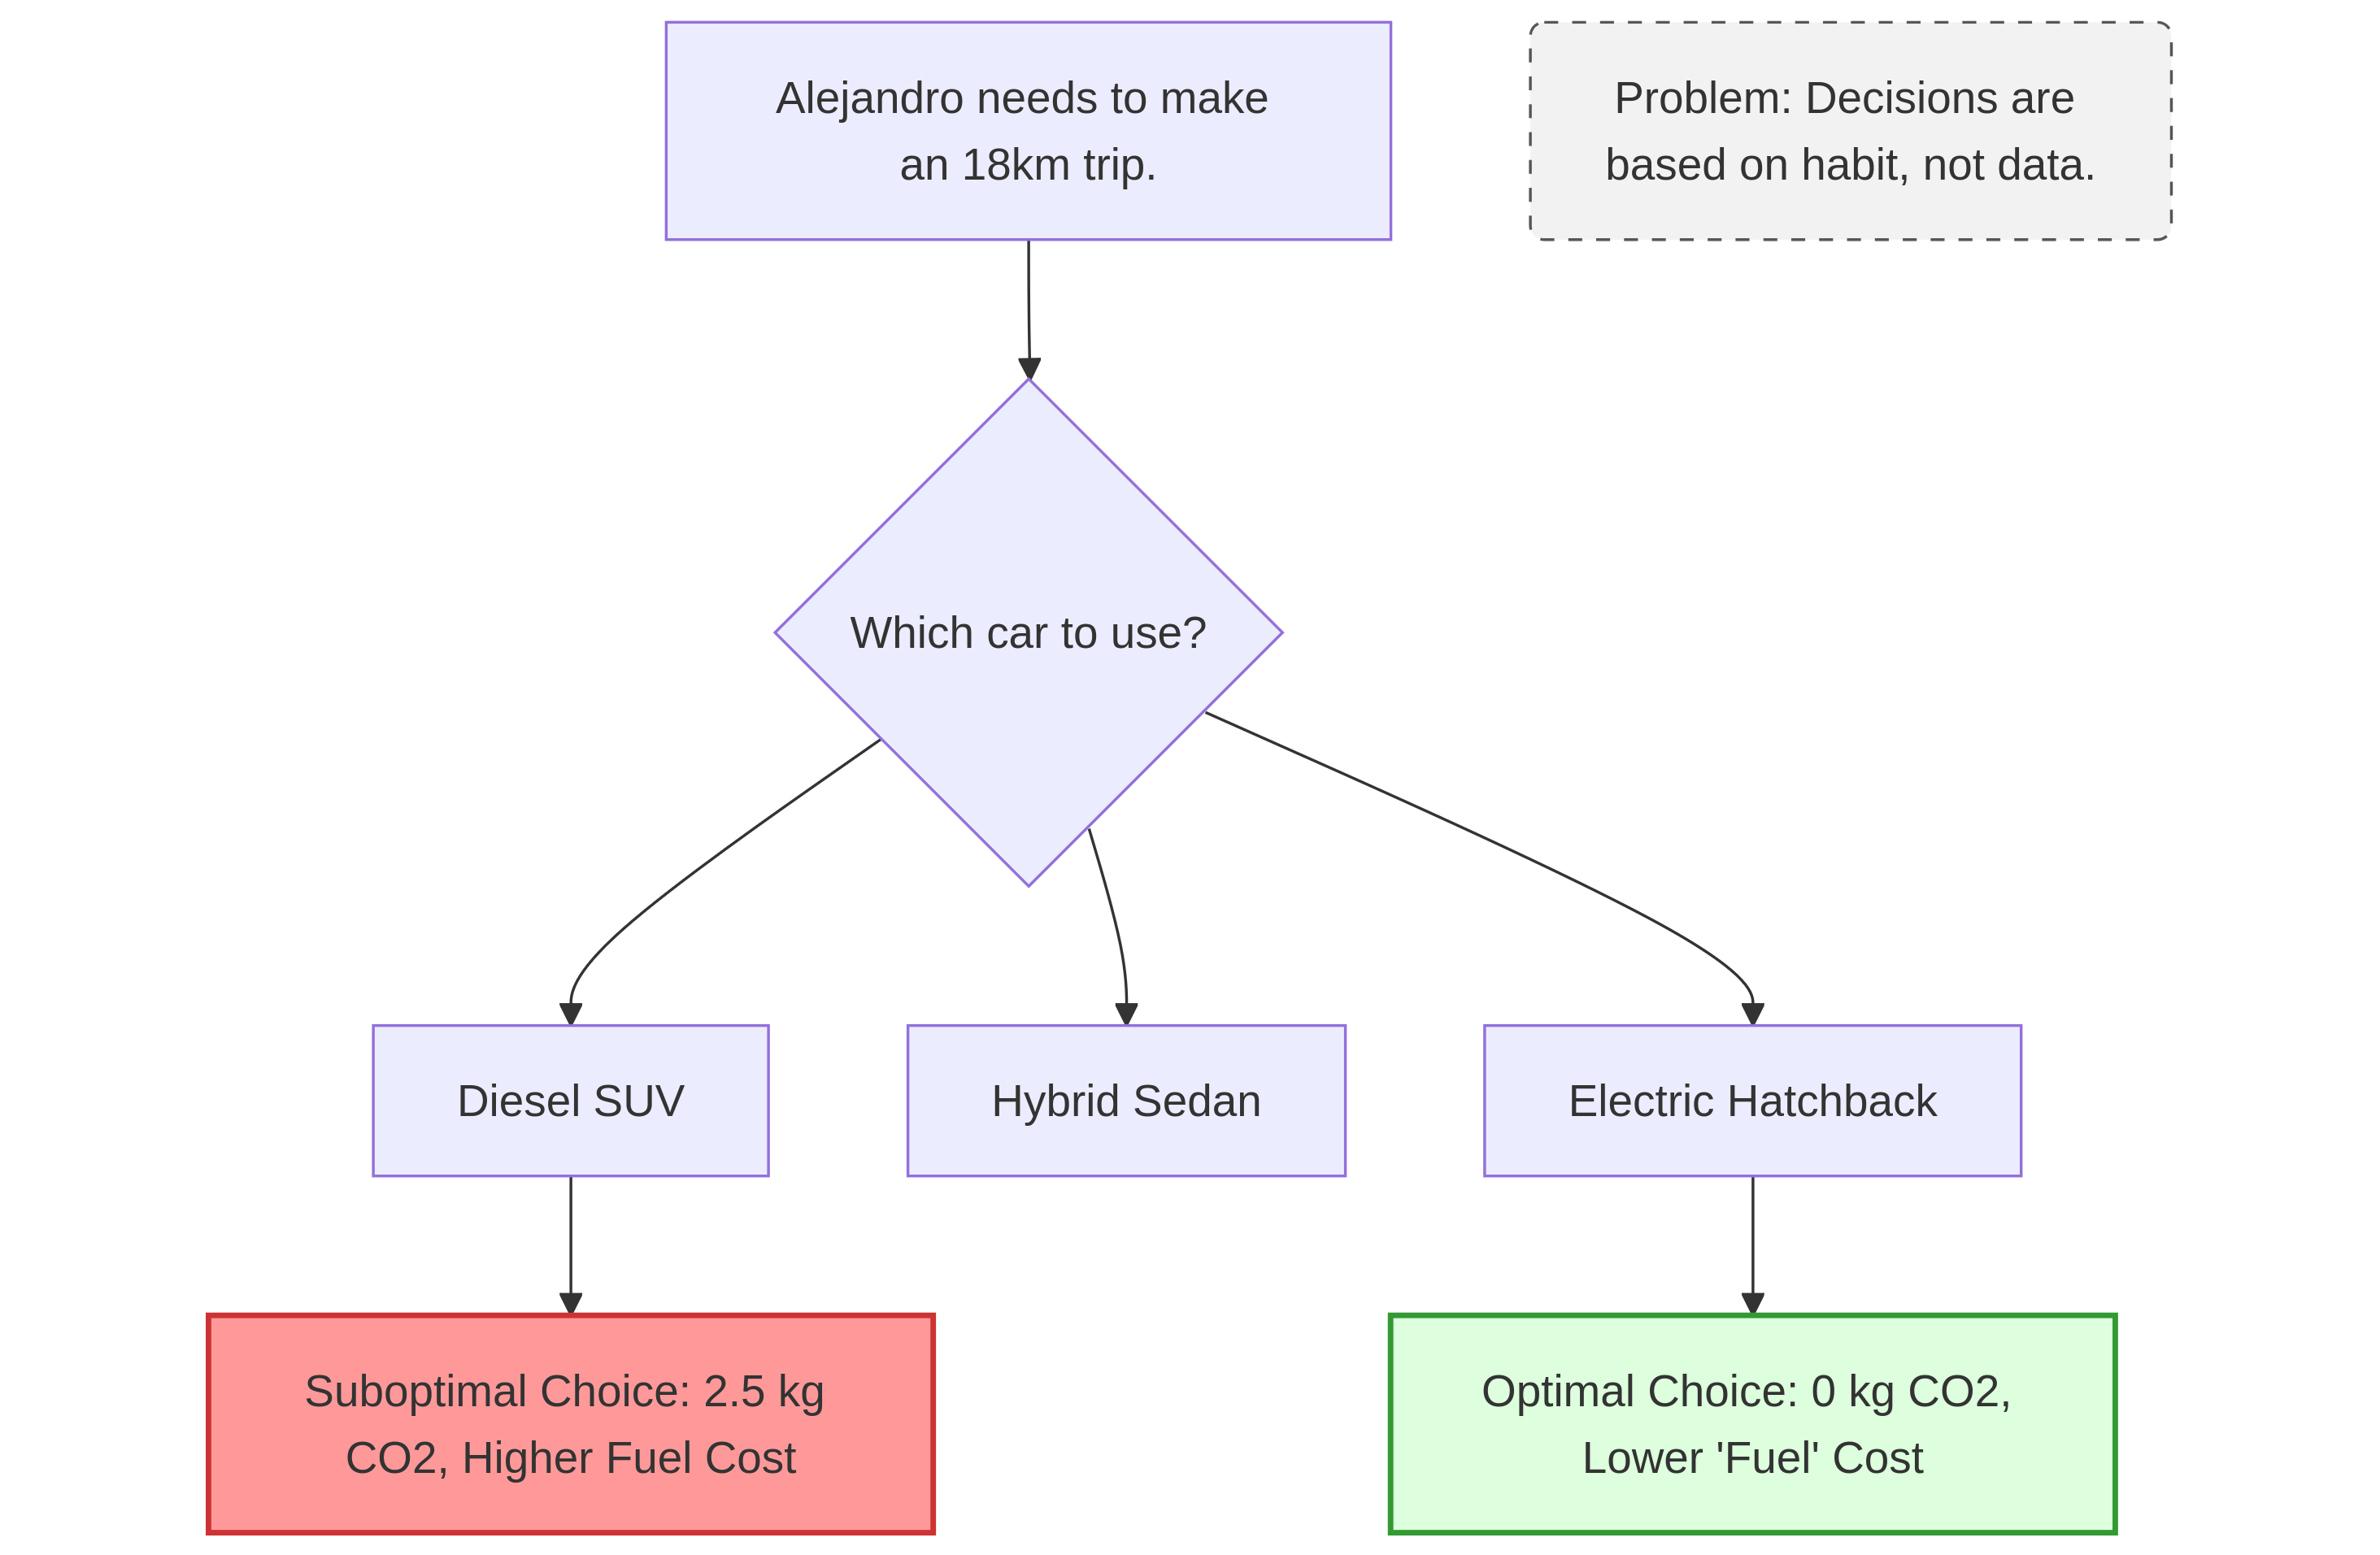 Alejandro needs to make
an 18km trip.
Problem: Decisions are
based on habit, not data.
Which car to use?
Diesel SUV
Hybrid Sedan
Electric Hatchback
Suboptimal Choice: 2.5 kg
CO2, Higher Fuel Cost
Optimal Choice: 0 kg CO2,
Lower 'Fuel' Cost